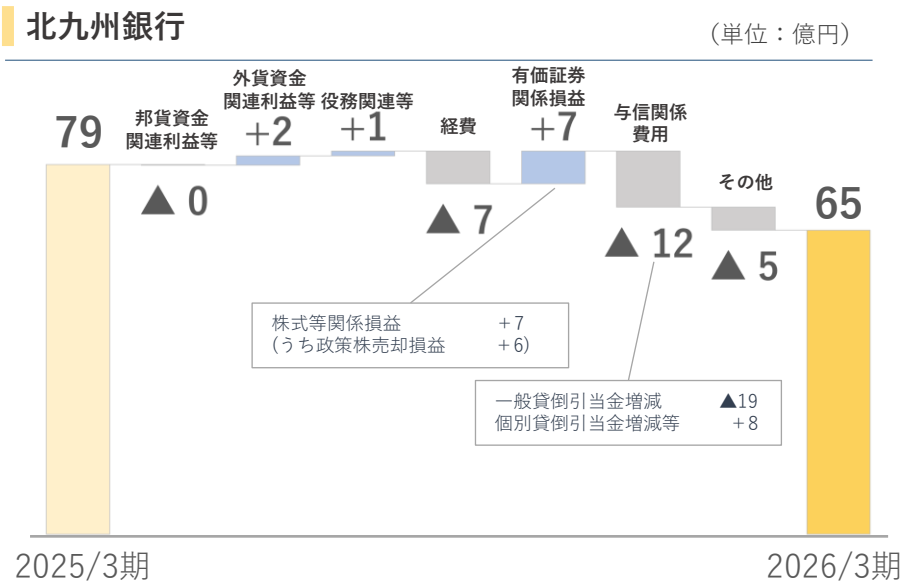 北九州銀行
（単位：億円）
79
邦貨資金
関連利益等
▲ 0
外貨資金
関連利益等
+2
役務関連等
+1
経費
▲ 7
有価証券
関係損益
+7
与信関係
費用
▲ 12
その他
▲ 5
65
株式等関係損益 +7
(うち政策株売却損益 +6)
一般貸倒引当金増減 ▲19
個別貸倒引当金増減等 +8
2025/3期
2026/3期